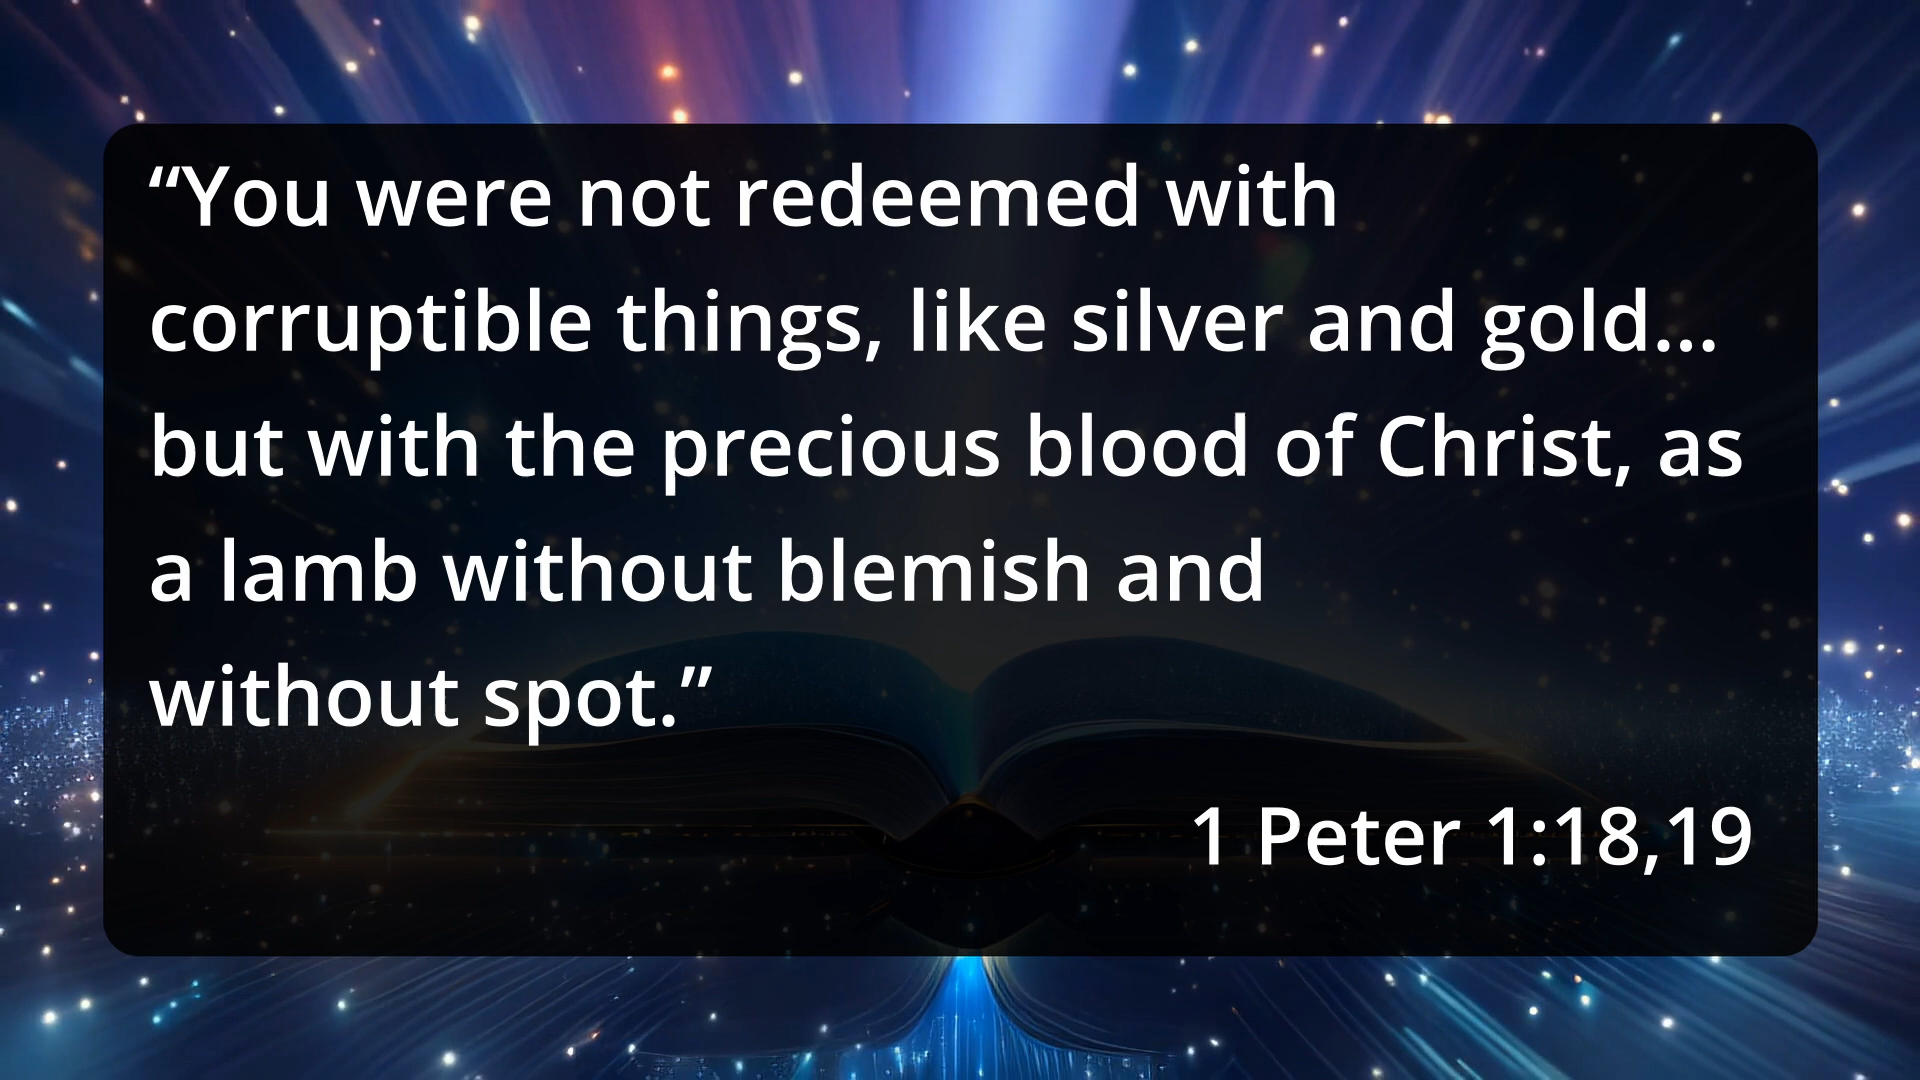 “You were not redeemed with
corruptible things, like silver and gold...
but with the precious blood of Christ, as
a lamb without blemish and
without spot.”
1 Peter 1:18,19